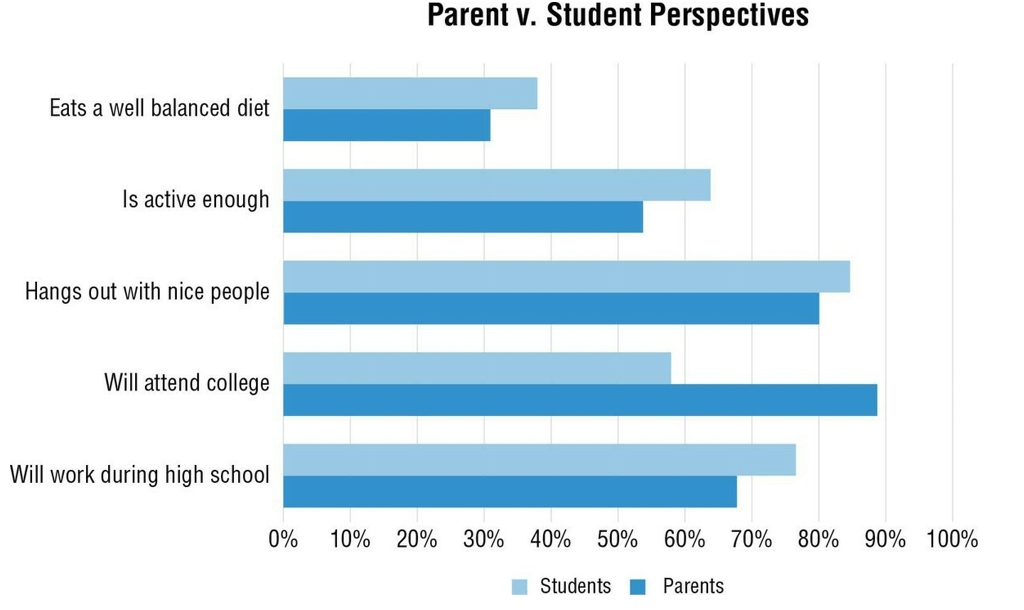 Parent v. Student Perspectives
Eats a well balanced diet
Is active enough
Hangs out with nice people
Will attend college
Will work during high school
0% 10% 20% 30% 40% 50% 60% 70% 80% 90% 100%
Students Parents